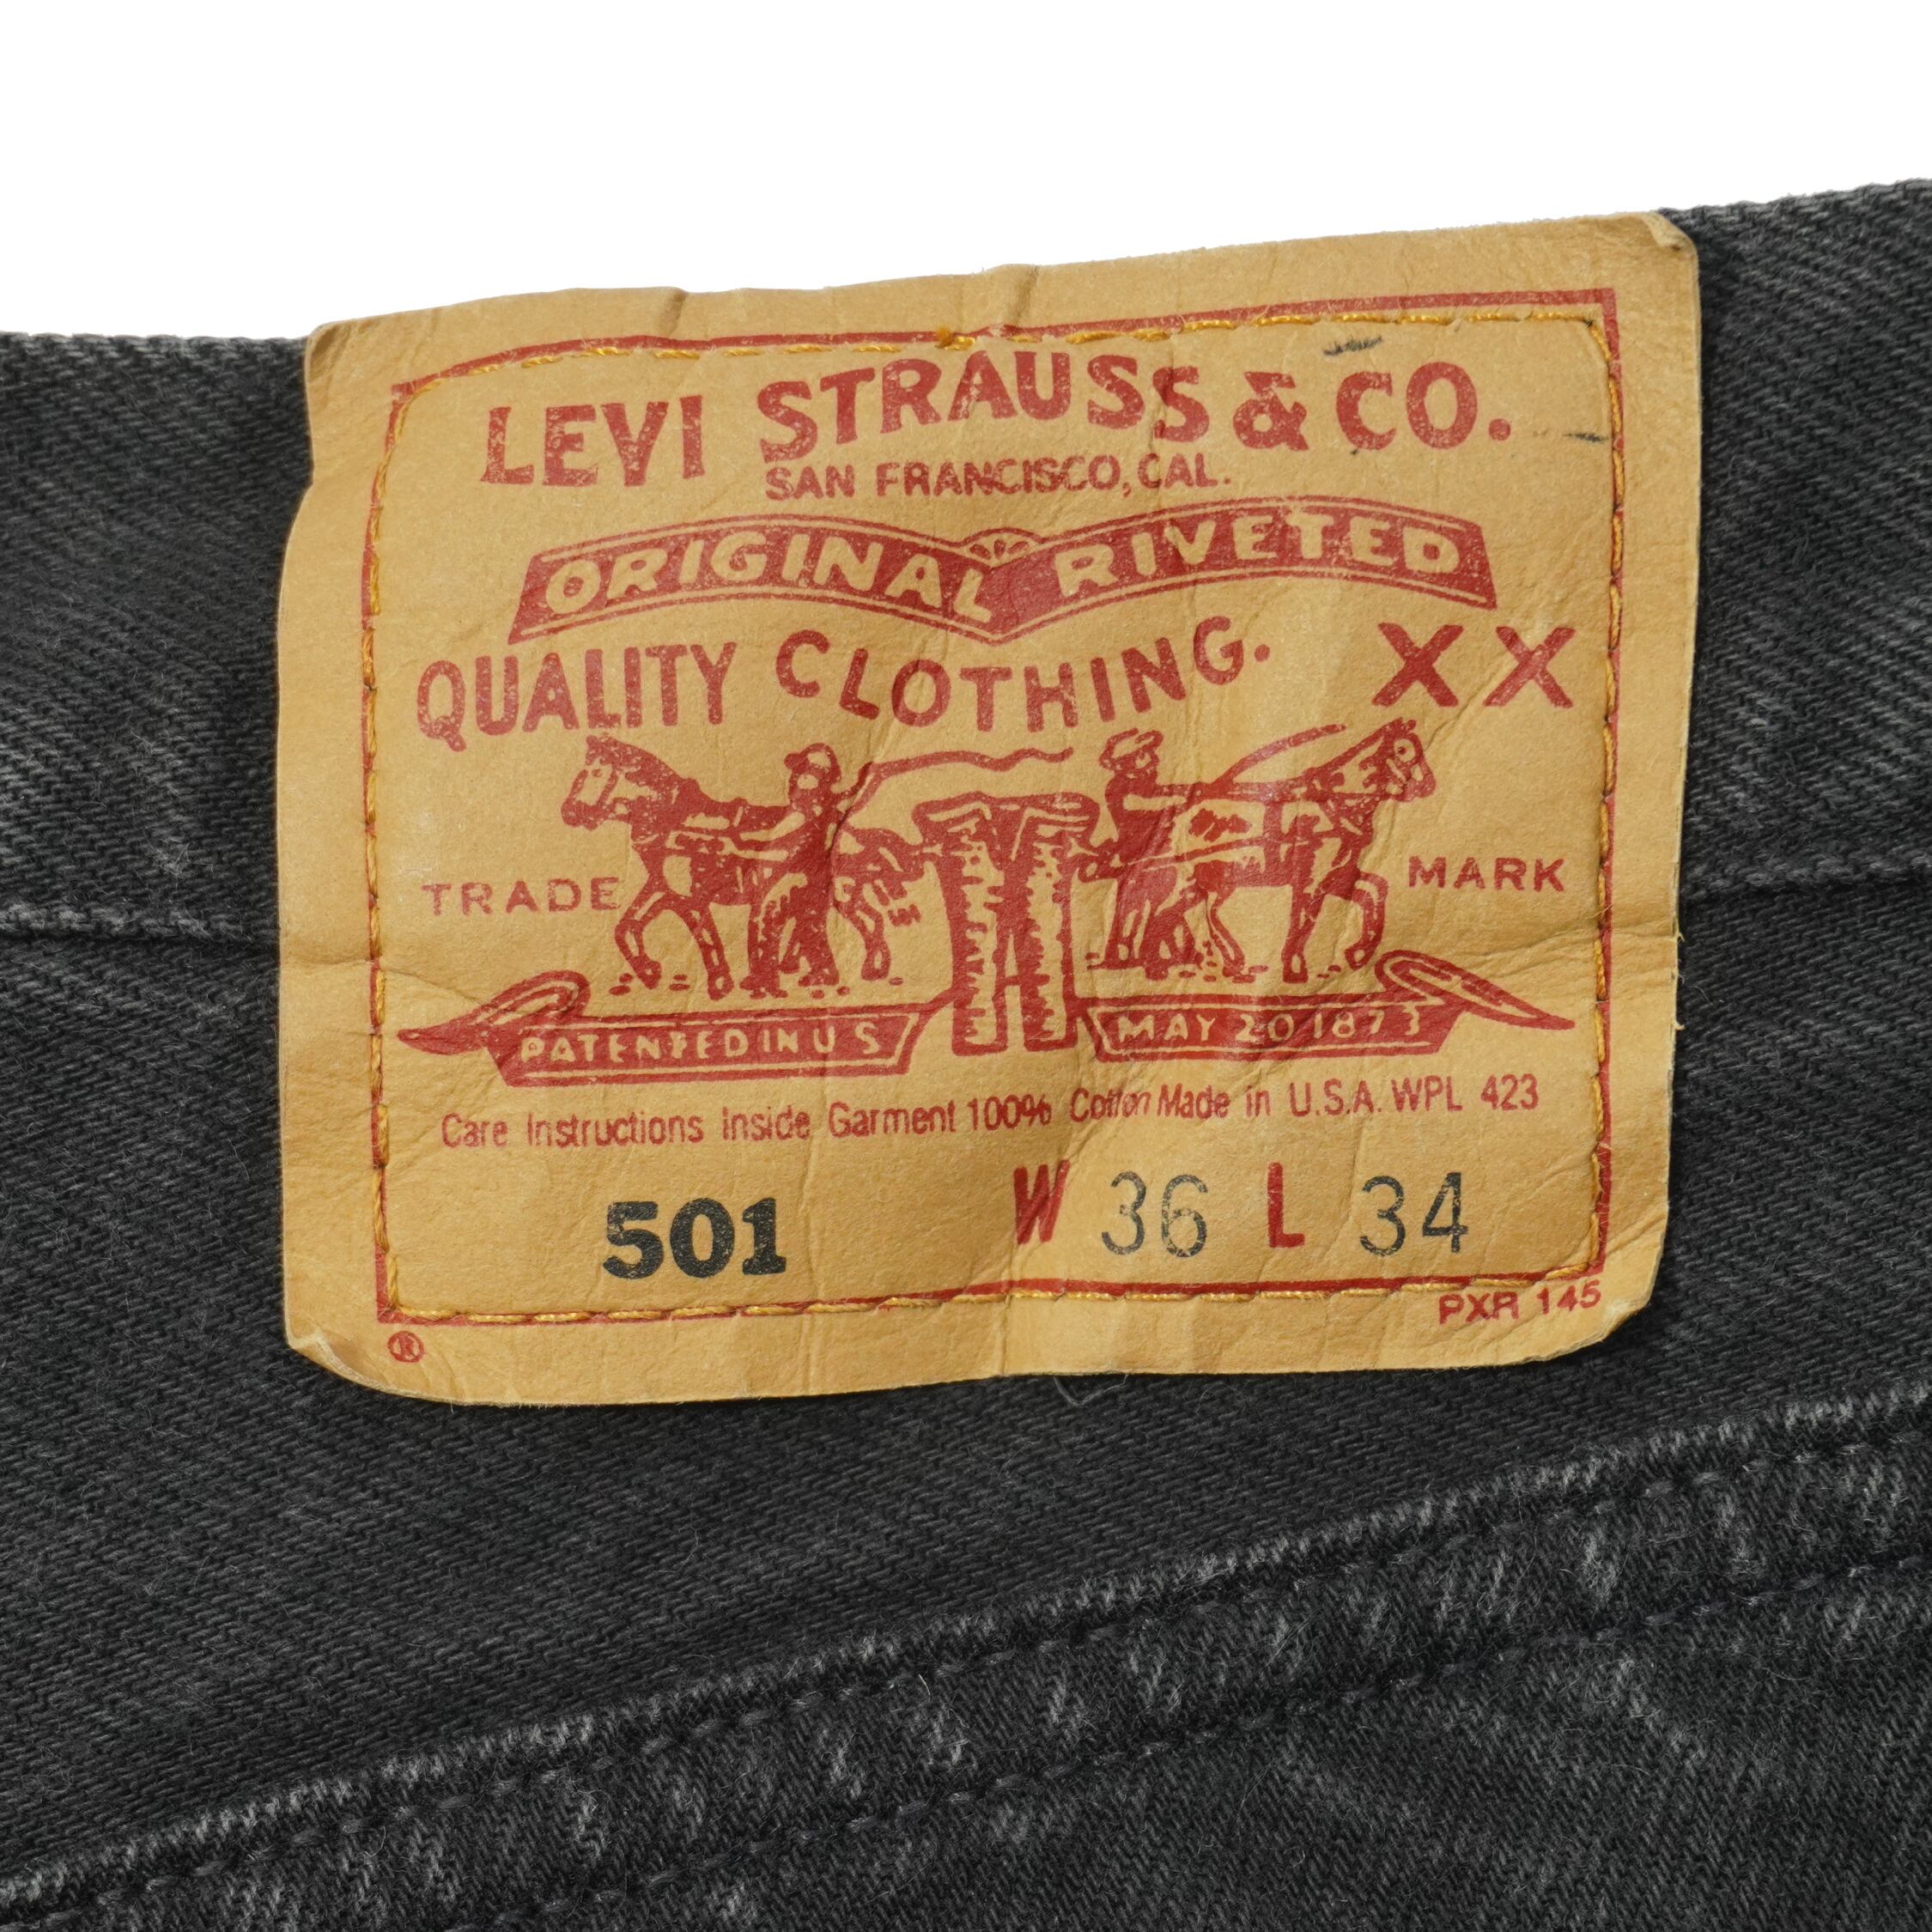 LEVI STRAUSS & CO.
SAN FRANCISCO, CAL.
ORIGINAL RIVETED
QUALITY CLOTHING. XX
TRADE MARK
PATENTED IN U S MAY 20 1873
Care Instructions Inside Garment 100% Cotton Made in U.S.A. WPL 423
501 W 36 L 34
® PXR 145